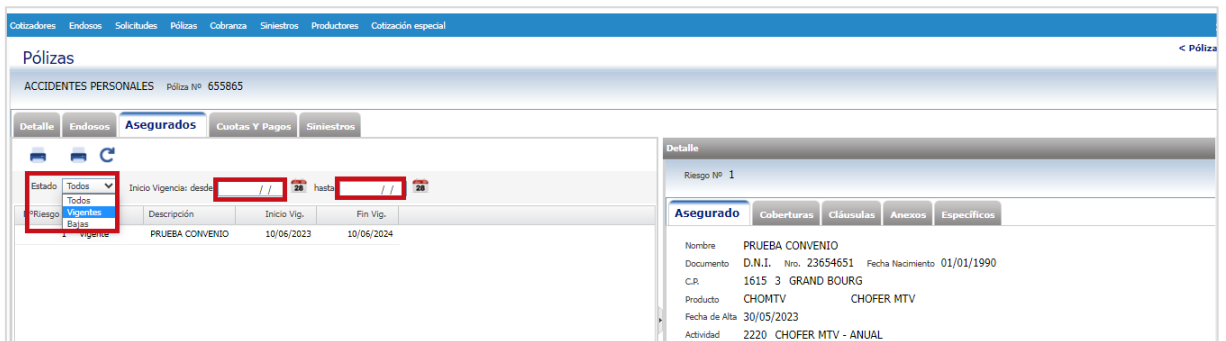 Cotizadores Endosos Solicitudes Pólizas Cobranza Siniestros Productores Cotización especial
< Póliza
Pólizas
ACCIDENTES PERSONALES Póliza Nº 655865
Detalle Endosos Asegurados Cuotas Y Pagos Siniestros
Estado Todos Inicio Vigencia: desde / / 28 hasta / / 28
Todos
Vigentes
Bajas
NºRiesgo Descripción Inicio Vig. Fin Vig.
1 Vigente PRUEBA CONVENIO 10/06/2023 10/06/2024
Detalle
Riesgo Nº 1
Asegurado Coberturas Cláusulas Anexos Específicos
Nombre PRUEBA CONVENIO
Documento D.N.I. Nro. 23654651 Fecha Nacimiento 01/01/1990
C.P. 1615 3 GRAND BOURG
Producto CHOMTV CHOFER MTV
Fecha de Alta 30/05/2023
Actividad 2220 CHOFER MTV - ANUAL